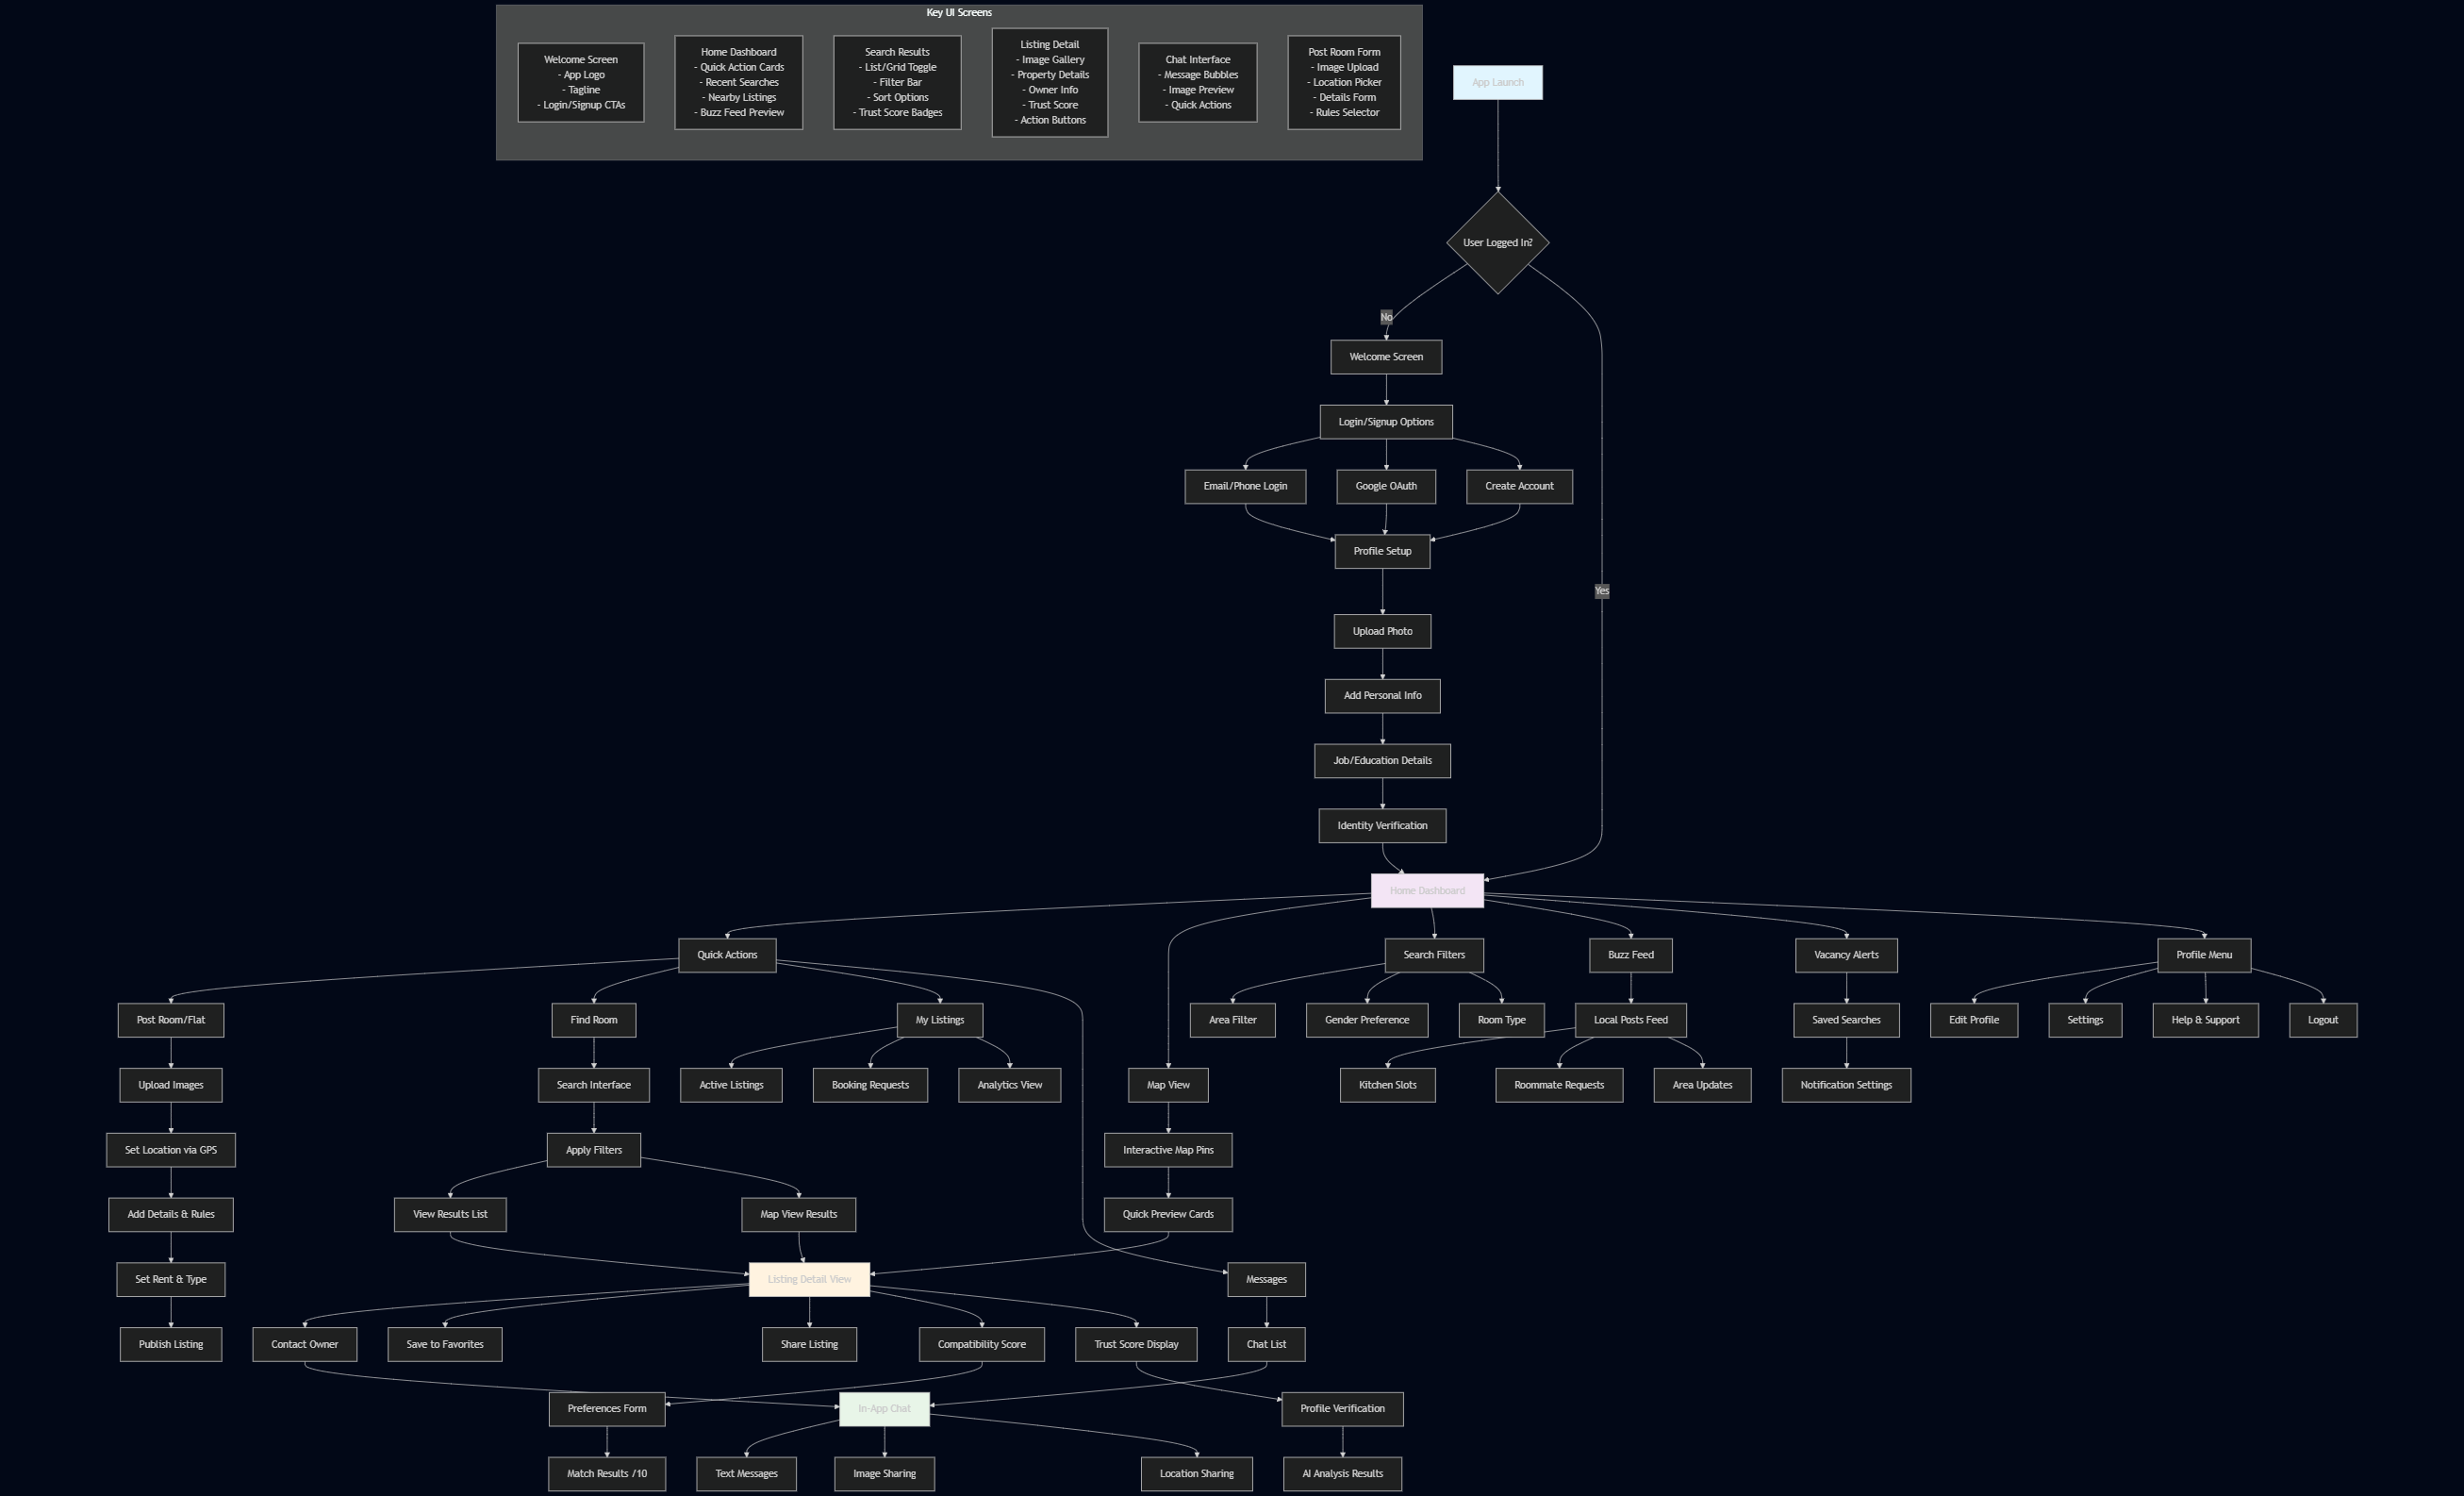 Key UI Screens
Welcome Screen
- App Logo
- Tagline
- Login/Signup CTAs
Home Dashboard
- Quick Action Cards
- Recent Searches
- Nearby Listings
- Buzz Feed Preview
Search Results
- List/Grid Toggle
- Filter Bar
- Sort Options
- Trust Score Badges
Listing Detail
- Image Gallery
- Property Details
- Owner Info
- Trust Score
- Action Buttons
Chat Interface
- Message Bubbles
- Image Preview
- Quick Actions
Post Room Form
- Image Upload
- Location Picker
- Details Form
- Rules Selector
App Launch
User Logged In?
No
Welcome Screen
Login/Signup Options
Email/Phone Login
Google OAuth
Create Account
Profile Setup
Yes
Upload Photo
Add Personal Info
Job/Education Details
Identity Verification
Home Dashboard
Quick Actions
Search Filters
Buzz Feed
Vacancy Alerts
Profile Menu
Post Room/Flat
Find Room
My Listings
Area Filter
Gender Preference
Room Type
Local Posts Feed
Saved Searches
Edit Profile
Settings
Help & Support
Logout
Upload Images
Search Interface
Active Listings
Booking Requests
Analytics View
Map View
Kitchen Slots
Roommate Requests
Area Updates
Notification Settings
Set Location via GPS
Apply Filters
Interactive Map Pins
Add Details & Rules
View Results List
Map View Results
Quick Preview Cards
Set Rent & Type
Listing Detail View
Messages
Publish Listing
Contact Owner
Save to Favorites
Share Listing
Compatibility Score
Trust Score Display
Chat List
Preferences Form
In-App Chat
Profile Verification
Match Results /10
Text Messages
Image Sharing
Location Sharing
AI Analysis Results